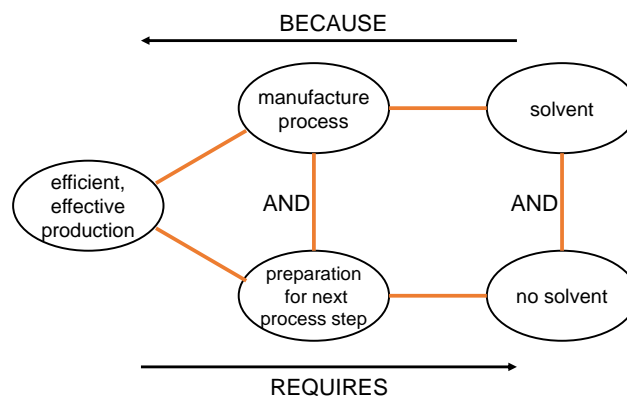 BECAUSE
manufacture
process
solvent
efficient,
effective
production
AND
AND
preparation
for next
process step
no solvent
REQUIRES